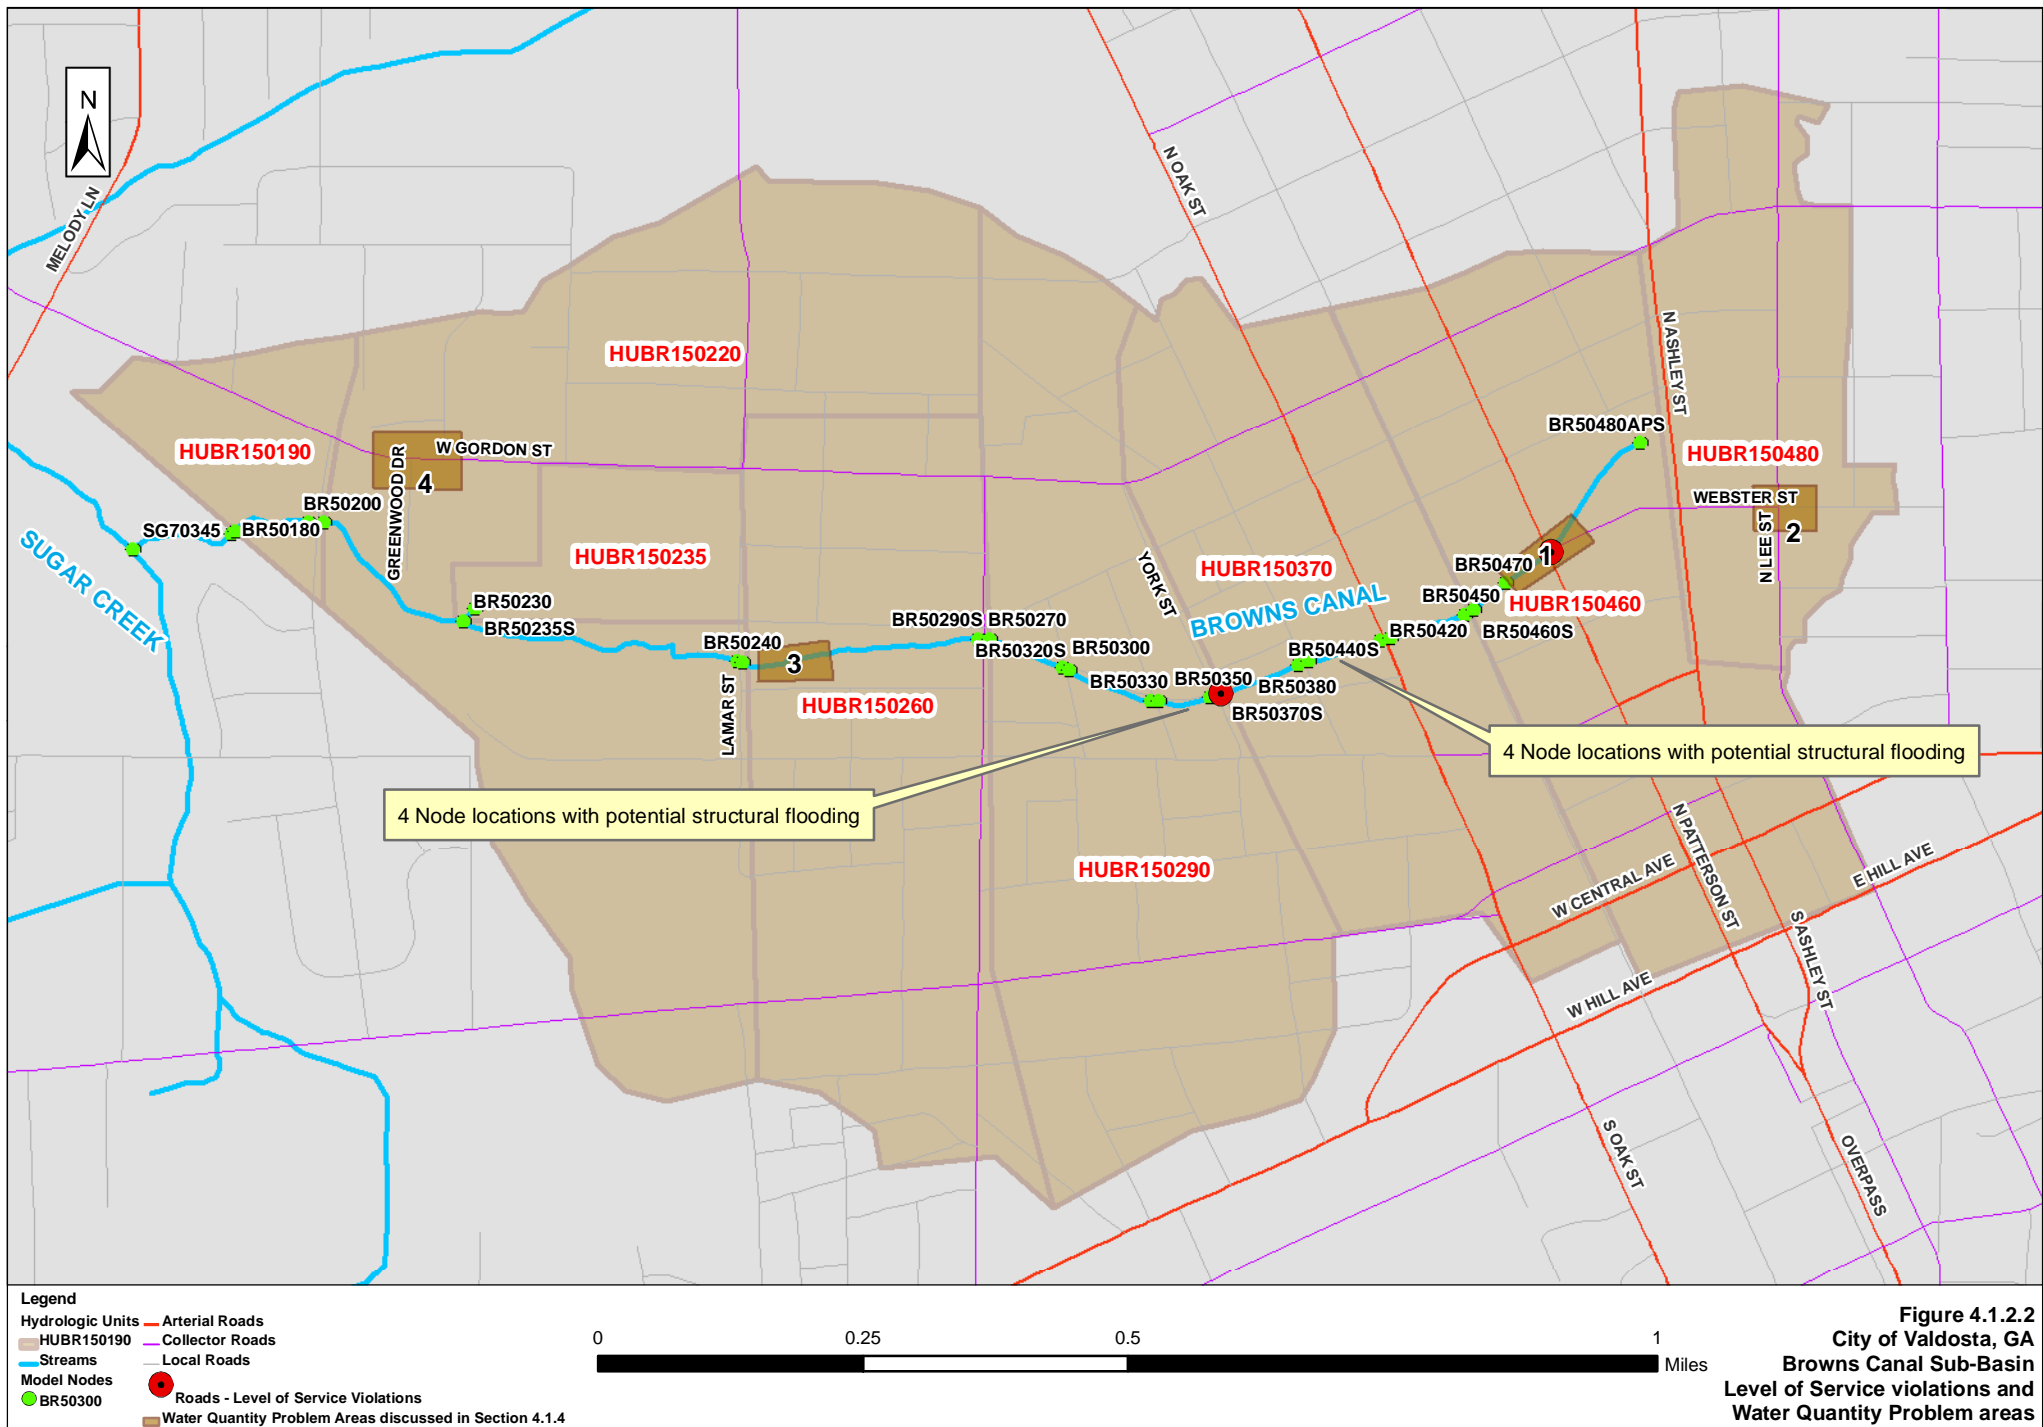 N
MELODY LN
N OAK ST
N ASHLEY ST
HUBR150220
BR50480APS
HUBR150190
GREENWOOD DR
W GORDON ST
4
HUBR150480
WEBSTER ST
N LEE ST
2
BR50200
SG70345
BR50180
SUGAR CREEK
HUBR150235
YORK ST
HUBR150370
BROWNS CANAL
1
BR50470
BR50450
HUBR150460
BR50230
BR50235S
BR50240
3
BR50290S
BR50270
BR50320S
BR50300
BR50420
BR50460S
BR50440S
BR50330
BR50350
BR50380
BR50370S
LAMAR ST
HUBR150260
4 Node locations with potential structural flooding
4 Node locations with potential structural flooding
HUBR150290
N PATTERSON ST
W CENTRAL AVE
E HILL AVE
S ASHLEY ST
W HILL AVE
S OAK ST
OVERPASS
Legend
Hydrologic Units
HUBR150190
Streams
Model Nodes
BR50300
Arterial Roads
Collector Roads
Local Roads
Roads - Level of Service Violations
Water Quantity Problem Areas discussed in Section 4.1.4
0 0.25 0.5 1
Miles
Figure 4.1.2.2
City of Valdosta, GA
Browns Canal Sub-Basin
Level of Service violations and
Water Quantity Problem areas